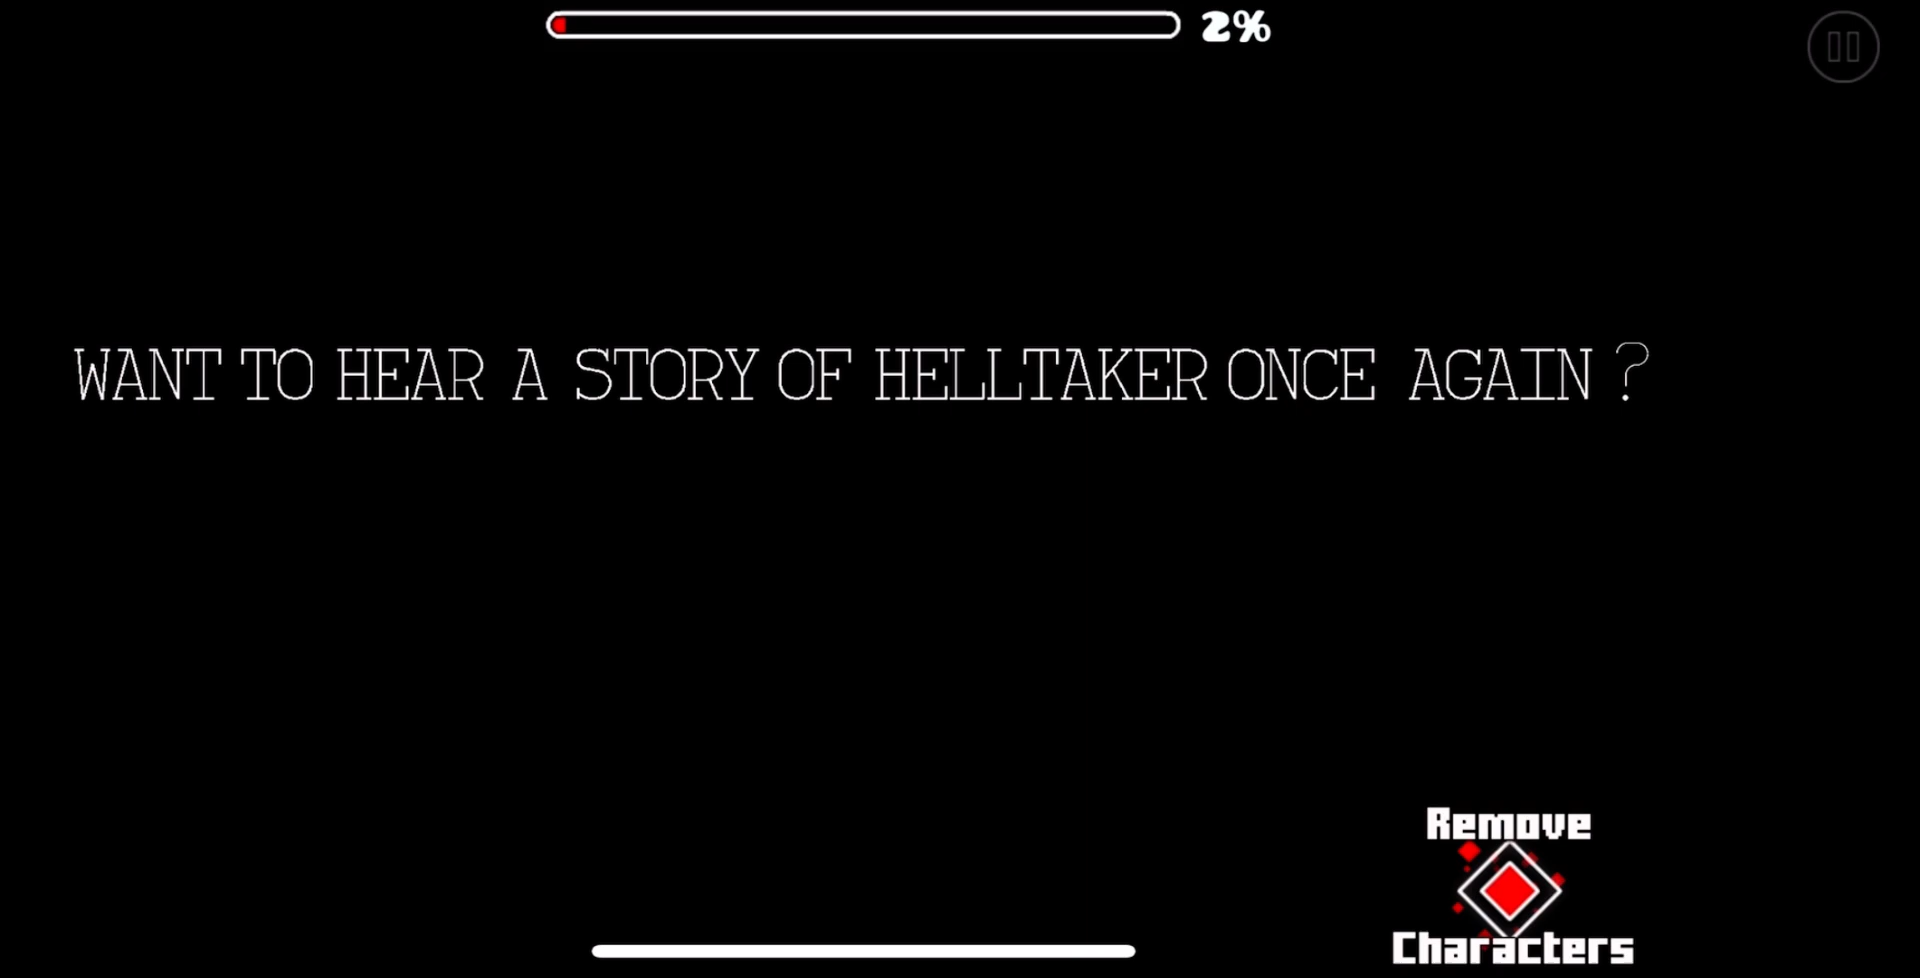 2%
WANT TO HEAR A STORY OF HELLTAKER ONCE AGAIN ?
Remove
Characters